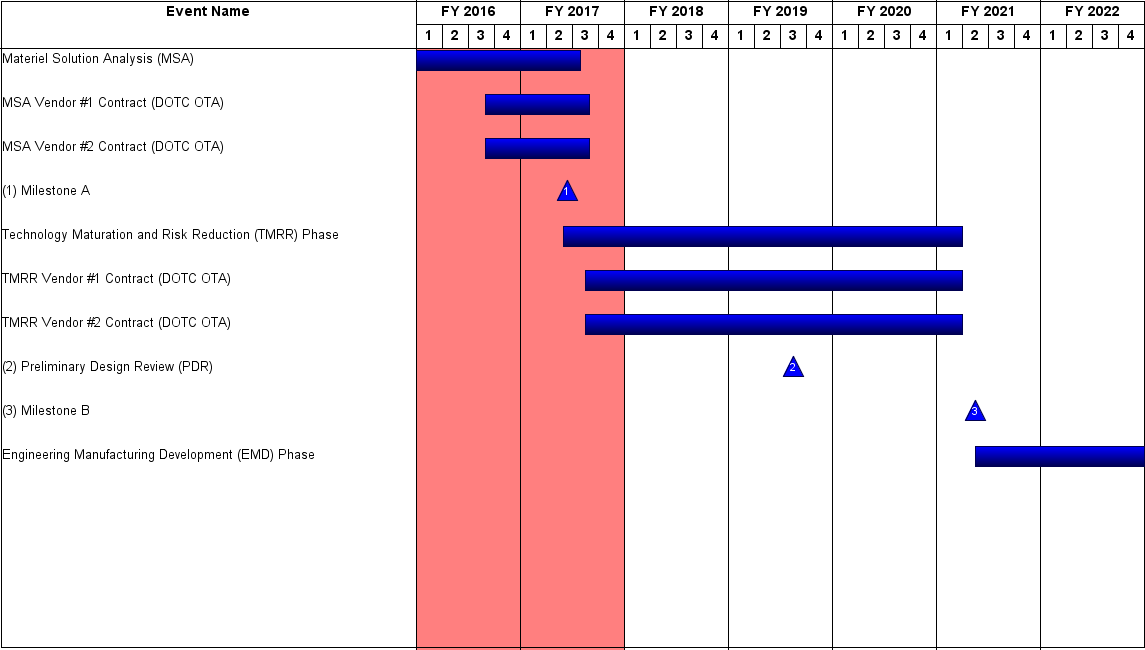 Event Name FY 2016 FY 2017 FY 2018 FY 2019 FY 2020 FY 2021 FY 2022
1 2 3 4 1 2 3 4 1 2 3 4 1 2 3 4 1 2 3 4 1 2 3 4 1 2 3 4
Materiel Solution Analysis (MSA)
MSA Vendor #1 Contract (DOTC OTA)
MSA Vendor #2 Contract (DOTC OTA)
(1) Milestone A 1
Technology Maturation and Risk Reduction (TMRR) Phase
TMRR Vendor #1 Contract (DOTC OTA)
TMRR Vendor #2 Contract (DOTC OTA)
(2) Preliminary Design Review (PDR) 2
(3) Milestone B 3
Engineering Manufacturing Development (EMD) Phase